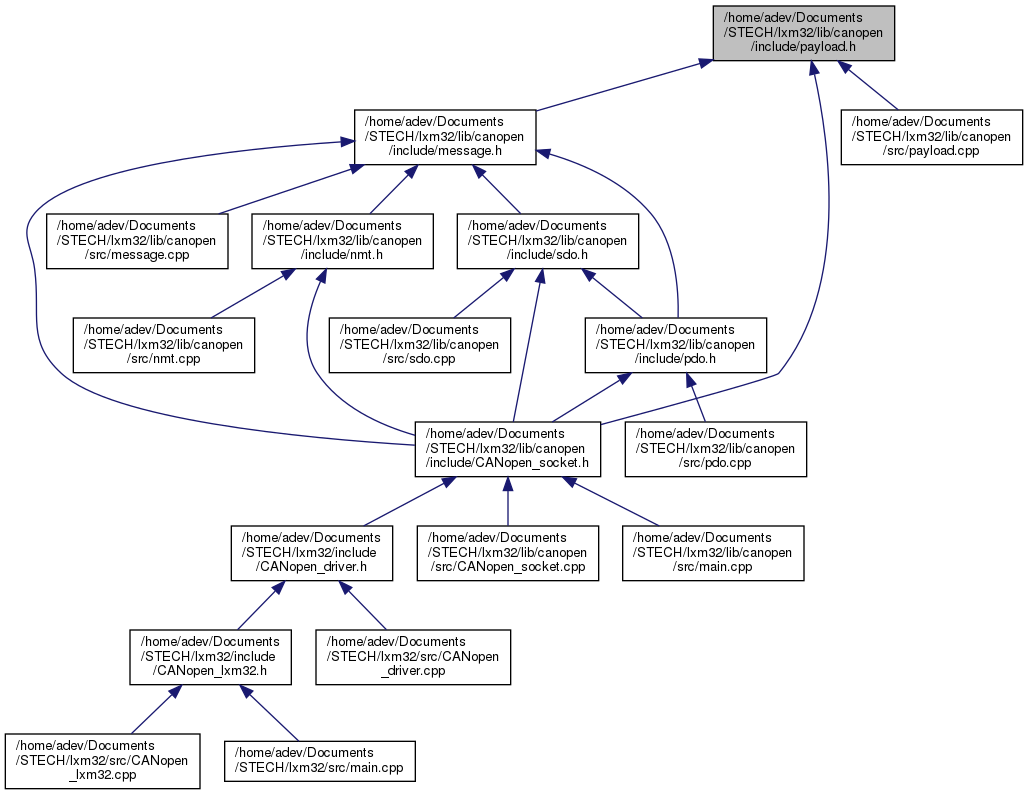 /home/adev/Documents
/STECH/lxm32/lib/canopen
/include/payload.h
/home/adev/Documents
/STECH/lxm32/lib/canopen
/include/message.h
/home/adev/Documents
/STECH/lxm32/lib/canopen
/src/payload.cpp
/home/adev/Documents
/STECH/lxm32/lib/canopen
/src/message.cpp
/home/adev/Documents
/STECH/lxm32/lib/canopen
/include/nmt.h
/home/adev/Documents
/STECH/lxm32/lib/canopen
/include/sdo.h
/home/adev/Documents
/STECH/lxm32/lib/canopen
/src/nmt.cpp
/home/adev/Documents
/STECH/lxm32/lib/canopen
/src/sdo.cpp
/home/adev/Documents
/STECH/lxm32/lib/canopen
/include/pdo.h
/home/adev/Documents
/STECH/lxm32/lib/canopen
/include/CANopen_socket.h
/home/adev/Documents
/STECH/lxm32/lib/canopen
/src/pdo.cpp
/home/adev/Documents
/STECH/lxm32/include
/CANopen_driver.h
/home/adev/Documents
/STECH/lxm32/lib/canopen
/src/CANopen_socket.cpp
/home/adev/Documents
/STECH/lxm32/lib/canopen
/src/main.cpp
/home/adev/Documents
/STECH/lxm32/include
/CANopen_lxm32.h
/home/adev/Documents
/STECH/lxm32/src/CANopen
_driver.cpp
/home/adev/Documents
/STECH/lxm32/src/CANopen
_lxm32.cpp
/home/adev/Documents
/STECH/lxm32/src/main.cpp